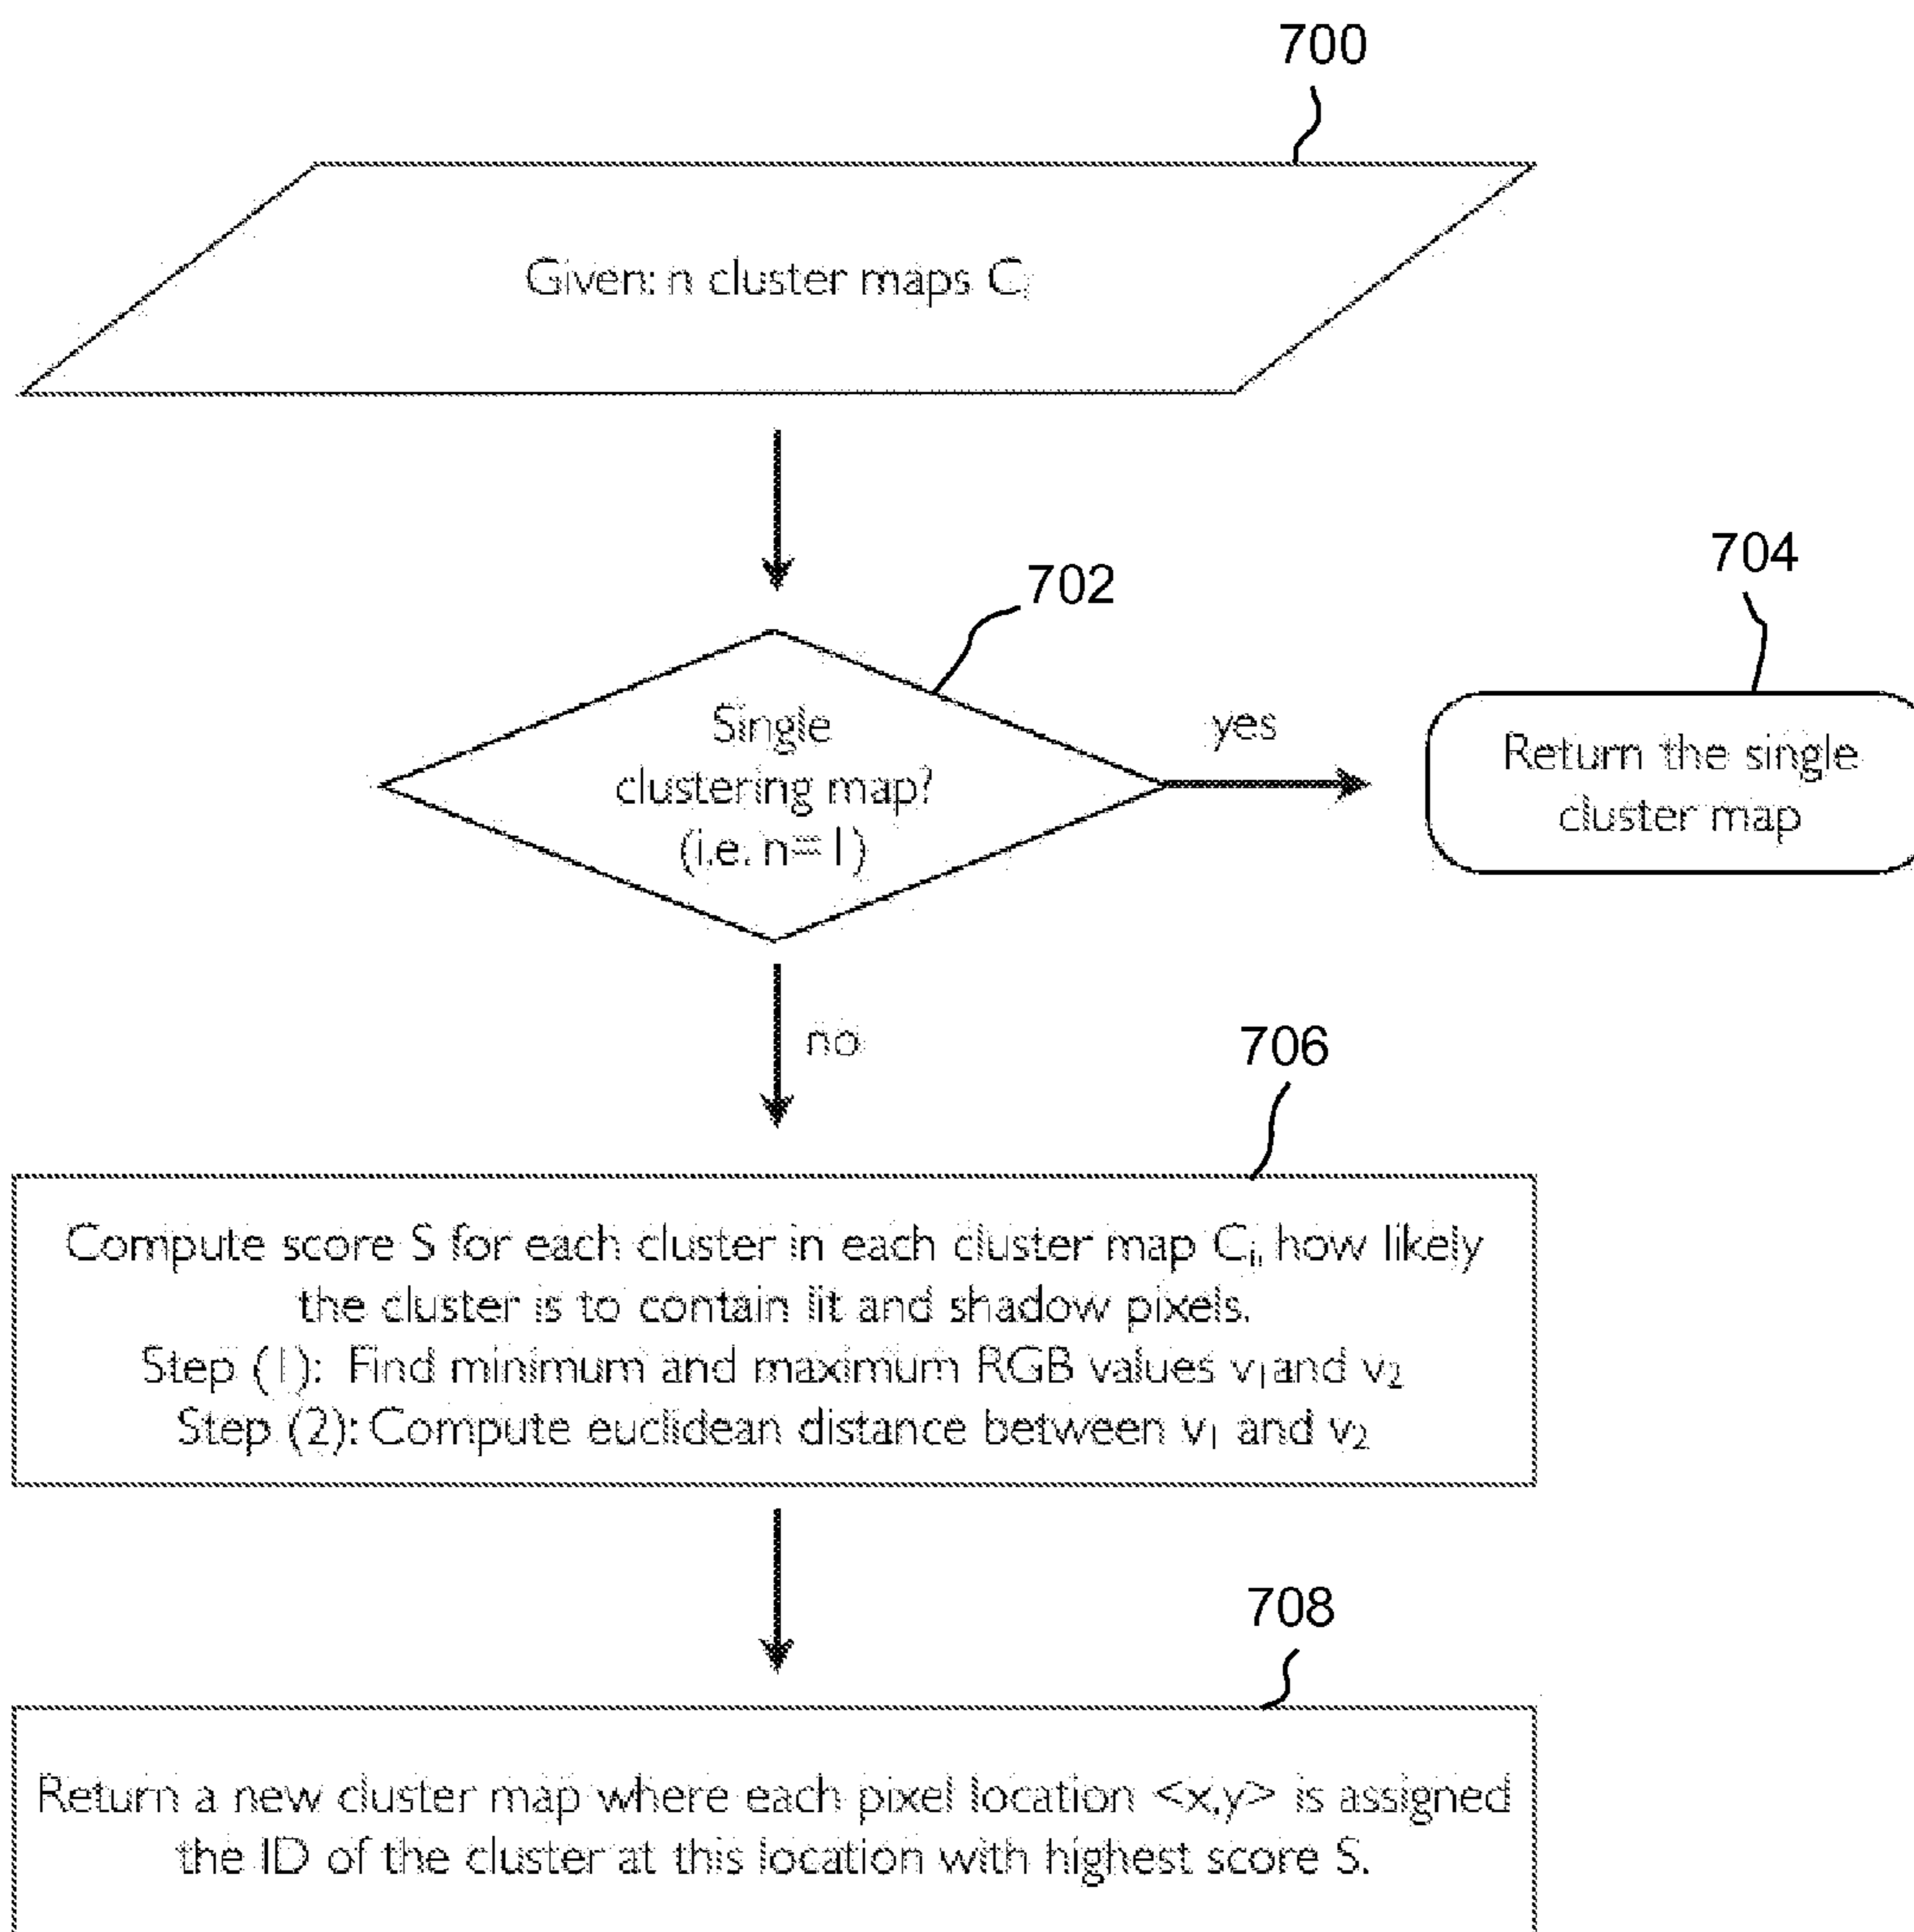 700
Given: n cluster maps Cᵢ
702
704
Single
clustering map?
(i.e. n=1)
yes
Return the single
cluster map
no
706
Compute score S for each cluster in each cluster map Cᵢ, how likely
the cluster is to contain lit and shadow pixels.
Step (1): Find minimum and maximum RGB values v₁and v₂
Step (2): Compute euclidean distance between v₁ and v₂
708
Return a new cluster map where each pixel location <x,y> is assigned
the ID of the cluster at this location with highest score S.